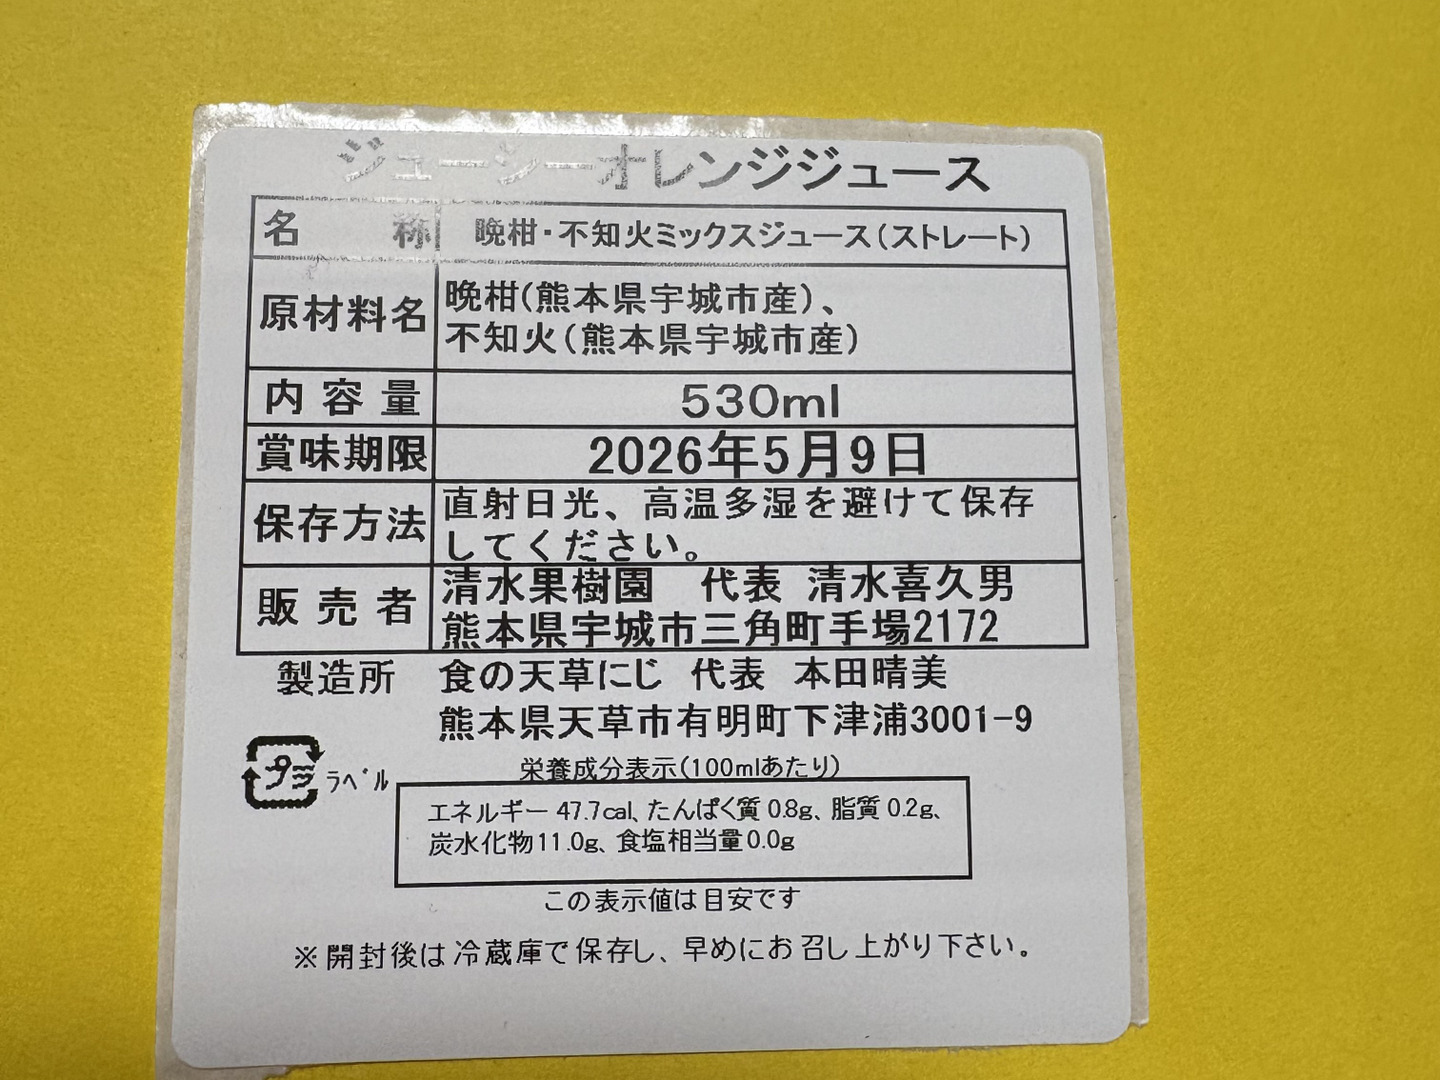 ジューシーオレンジジュース
名　称 晩柑・不知火ミックスジュース(ストレート)
原材料名 晩柑(熊本県宇城市産)、
不知火(熊本県宇城市産)
内容量 530ml
賞味期限 2026年5月9日
保存方法 直射日光、高温多湿を避けて保存
してください。
販売者 清水果樹園　代表 清水喜久男
熊本県宇城市三角町手場2172
製造所 食の天草にじ 代表 本田晴美
熊本県天草市有明町下津浦3001-9
プラ ラベル
栄養成分表示(100mlあたり)
エネルギー 47.7cal、たんぱく質 0.8g、脂質 0.2g、
炭水化物11.0g、食塩相当量0.0g
この表示値は目安です
※開封後は冷蔵庫で保存し、早めにお召し上がり下さい。